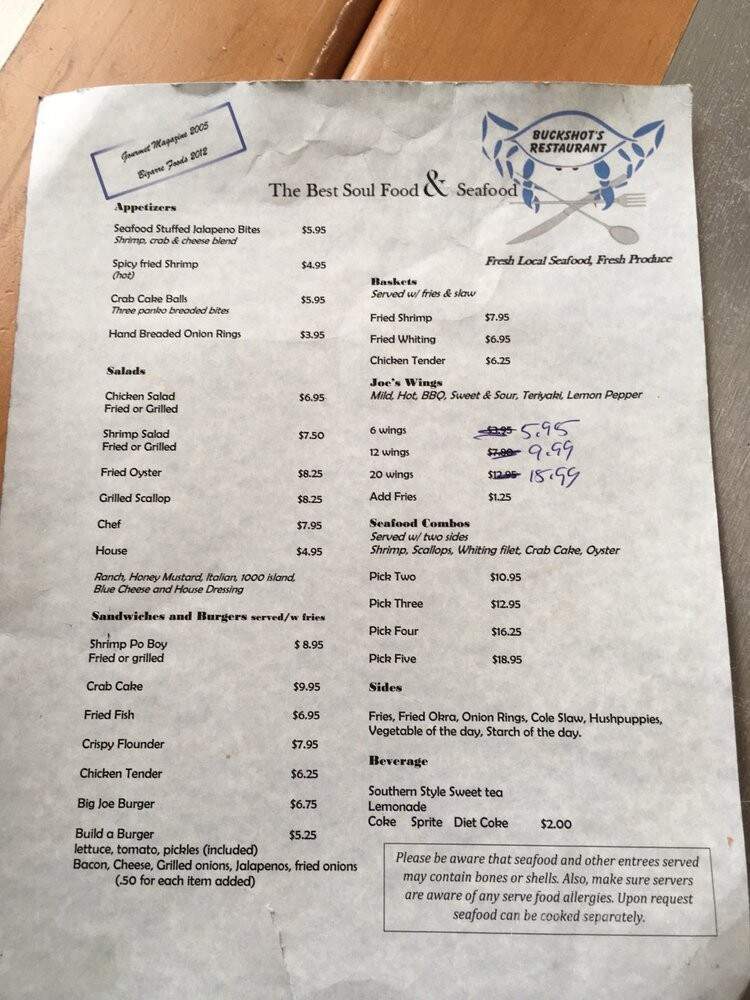 Gourmet Magazine 2005
Bizarre Foods 2012
BUCKSHOT'S
RESTAURANT
The Best Soul Food & Seafood
Fresh Local Seafood, Fresh Produce
Appetizers
Seafood Stuffed Jalapeno Bites $5.95
Shrimp, crab & cheese blend
Spicy fried Shrimp $4.95
(hot)
Crab Cake Balls $5.95
Three panko breaded bites
Hand Breaded Onion Rings $3.95
Salads
Chicken Salad $6.95
Fried or Grilled
Shrimp Salad $7.50
Fried or Grilled
Fried Oyster $8.25
Grilled Scallop $8.25
Chef $7.95
House $4.95
Ranch, Honey Mustard, Italian, 1000 island,
Blue Cheese and House Dressing
Sandwiches and Burgers served/w fries
Shrimp Po Boy $ 8.95
Fried or grilled
Crab Cake $9.95
Fried Fish $6.95
Crispy Flounder $7.95
Chicken Tender $6.25
Big Joe Burger $6.75
Build a Burger $5.25
lettuce, tomato, pickles (included)
Bacon, Cheese, Grilled onions, Jalapenos, fried onions
(.50 for each item added)
Baskets
Served w/ fries & slaw
Fried Shrimp $7.95
Fried Whiting $6.95
Chicken Tender $6.25
Joe's Wings
Mild, Hot, BBQ, Sweet & Sour, Teriyaki, Lemon Pepper
6 wings $3.95 5.95
12 wings 9.99
20 wings $12.95 18.99
Add Fries $1.25
Seafood Combos
Served w/ two sides
Shrimp, Scallops, Whiting filet, Crab Cake, Oyster
Pick Two $10.95
Pick Three $12.95
Pick Four $16.25
Pick Five $18.95
Sides
Fries, Fried Okra, Onion Rings, Cole Slaw, Hushpuppies,
Vegetable of the day, Starch of the day.
Beverage
Southern Style Sweet tea
Lemonade
Coke Sprite Diet Coke $2.00
Please be aware that seafood and other entrees served
may contain bones or shells. Also, make sure servers
are aware of any serve food allergies. Upon request
seafood can be cooked separately.